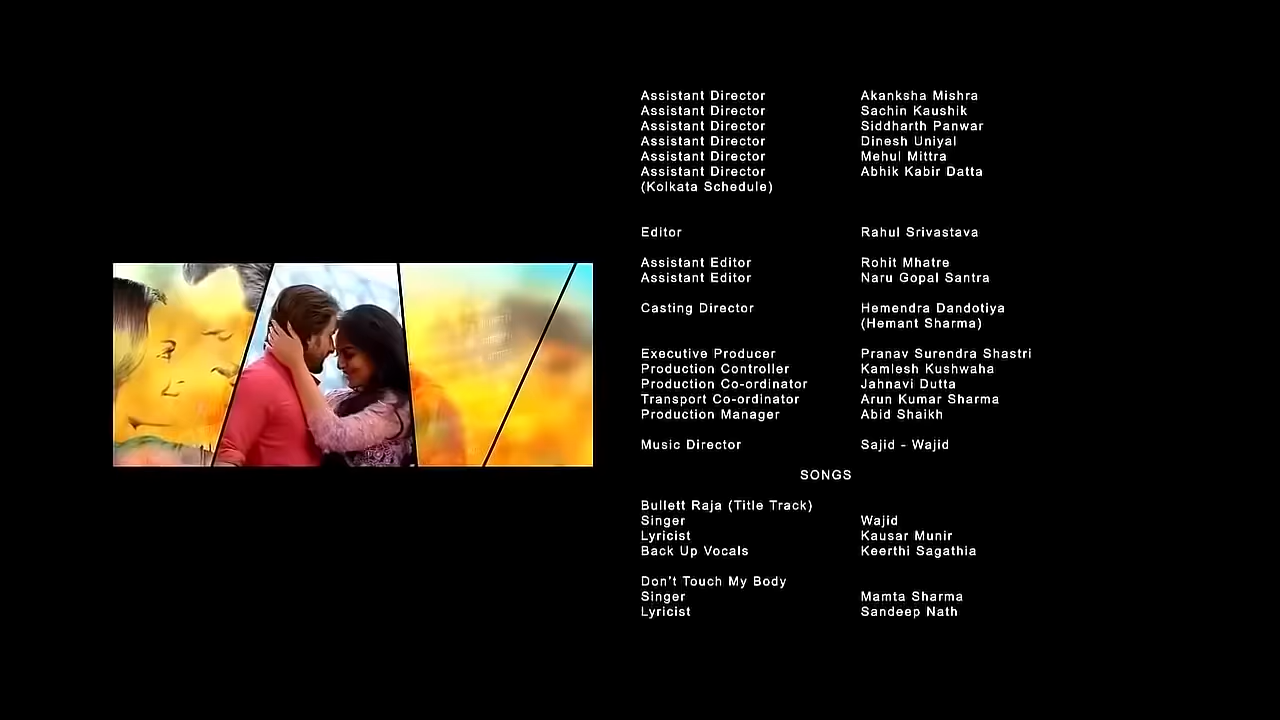 Assistant Director Akanksha Mishra
Assistant Director Sachin Kaushik
Assistant Director Siddharth Panwar
Assistant Director Dinesh Uniyal
Assistant Director Mehul Mittra
Assistant Director Abhik Kabir Datta
(Kolkata Schedule)
Editor Rahul Srivastava
Assistant Editor Rohit Mhatre
Assistant Editor Naru Gopal Santra
Casting Director Hemendra Dandotiya
(Hemant Sharma)
Executive Producer Pranav Surendra Shastri
Production Controller Kamlesh Kushwaha
Production Co-ordinator Jahnavi Dutta
Transport Co-ordinator Arun Kumar Sharma
Production Manager Abid Shaikh
Music Director Sajid - Wajid
SONGS
Bullett Raja (Title Track)
Singer Wajid
Lyricist Kausar Munir
Back Up Vocals Keerthi Sagathia
Don't Touch My Body
Singer Mamta Sharma
Lyricist Sandeep Nath